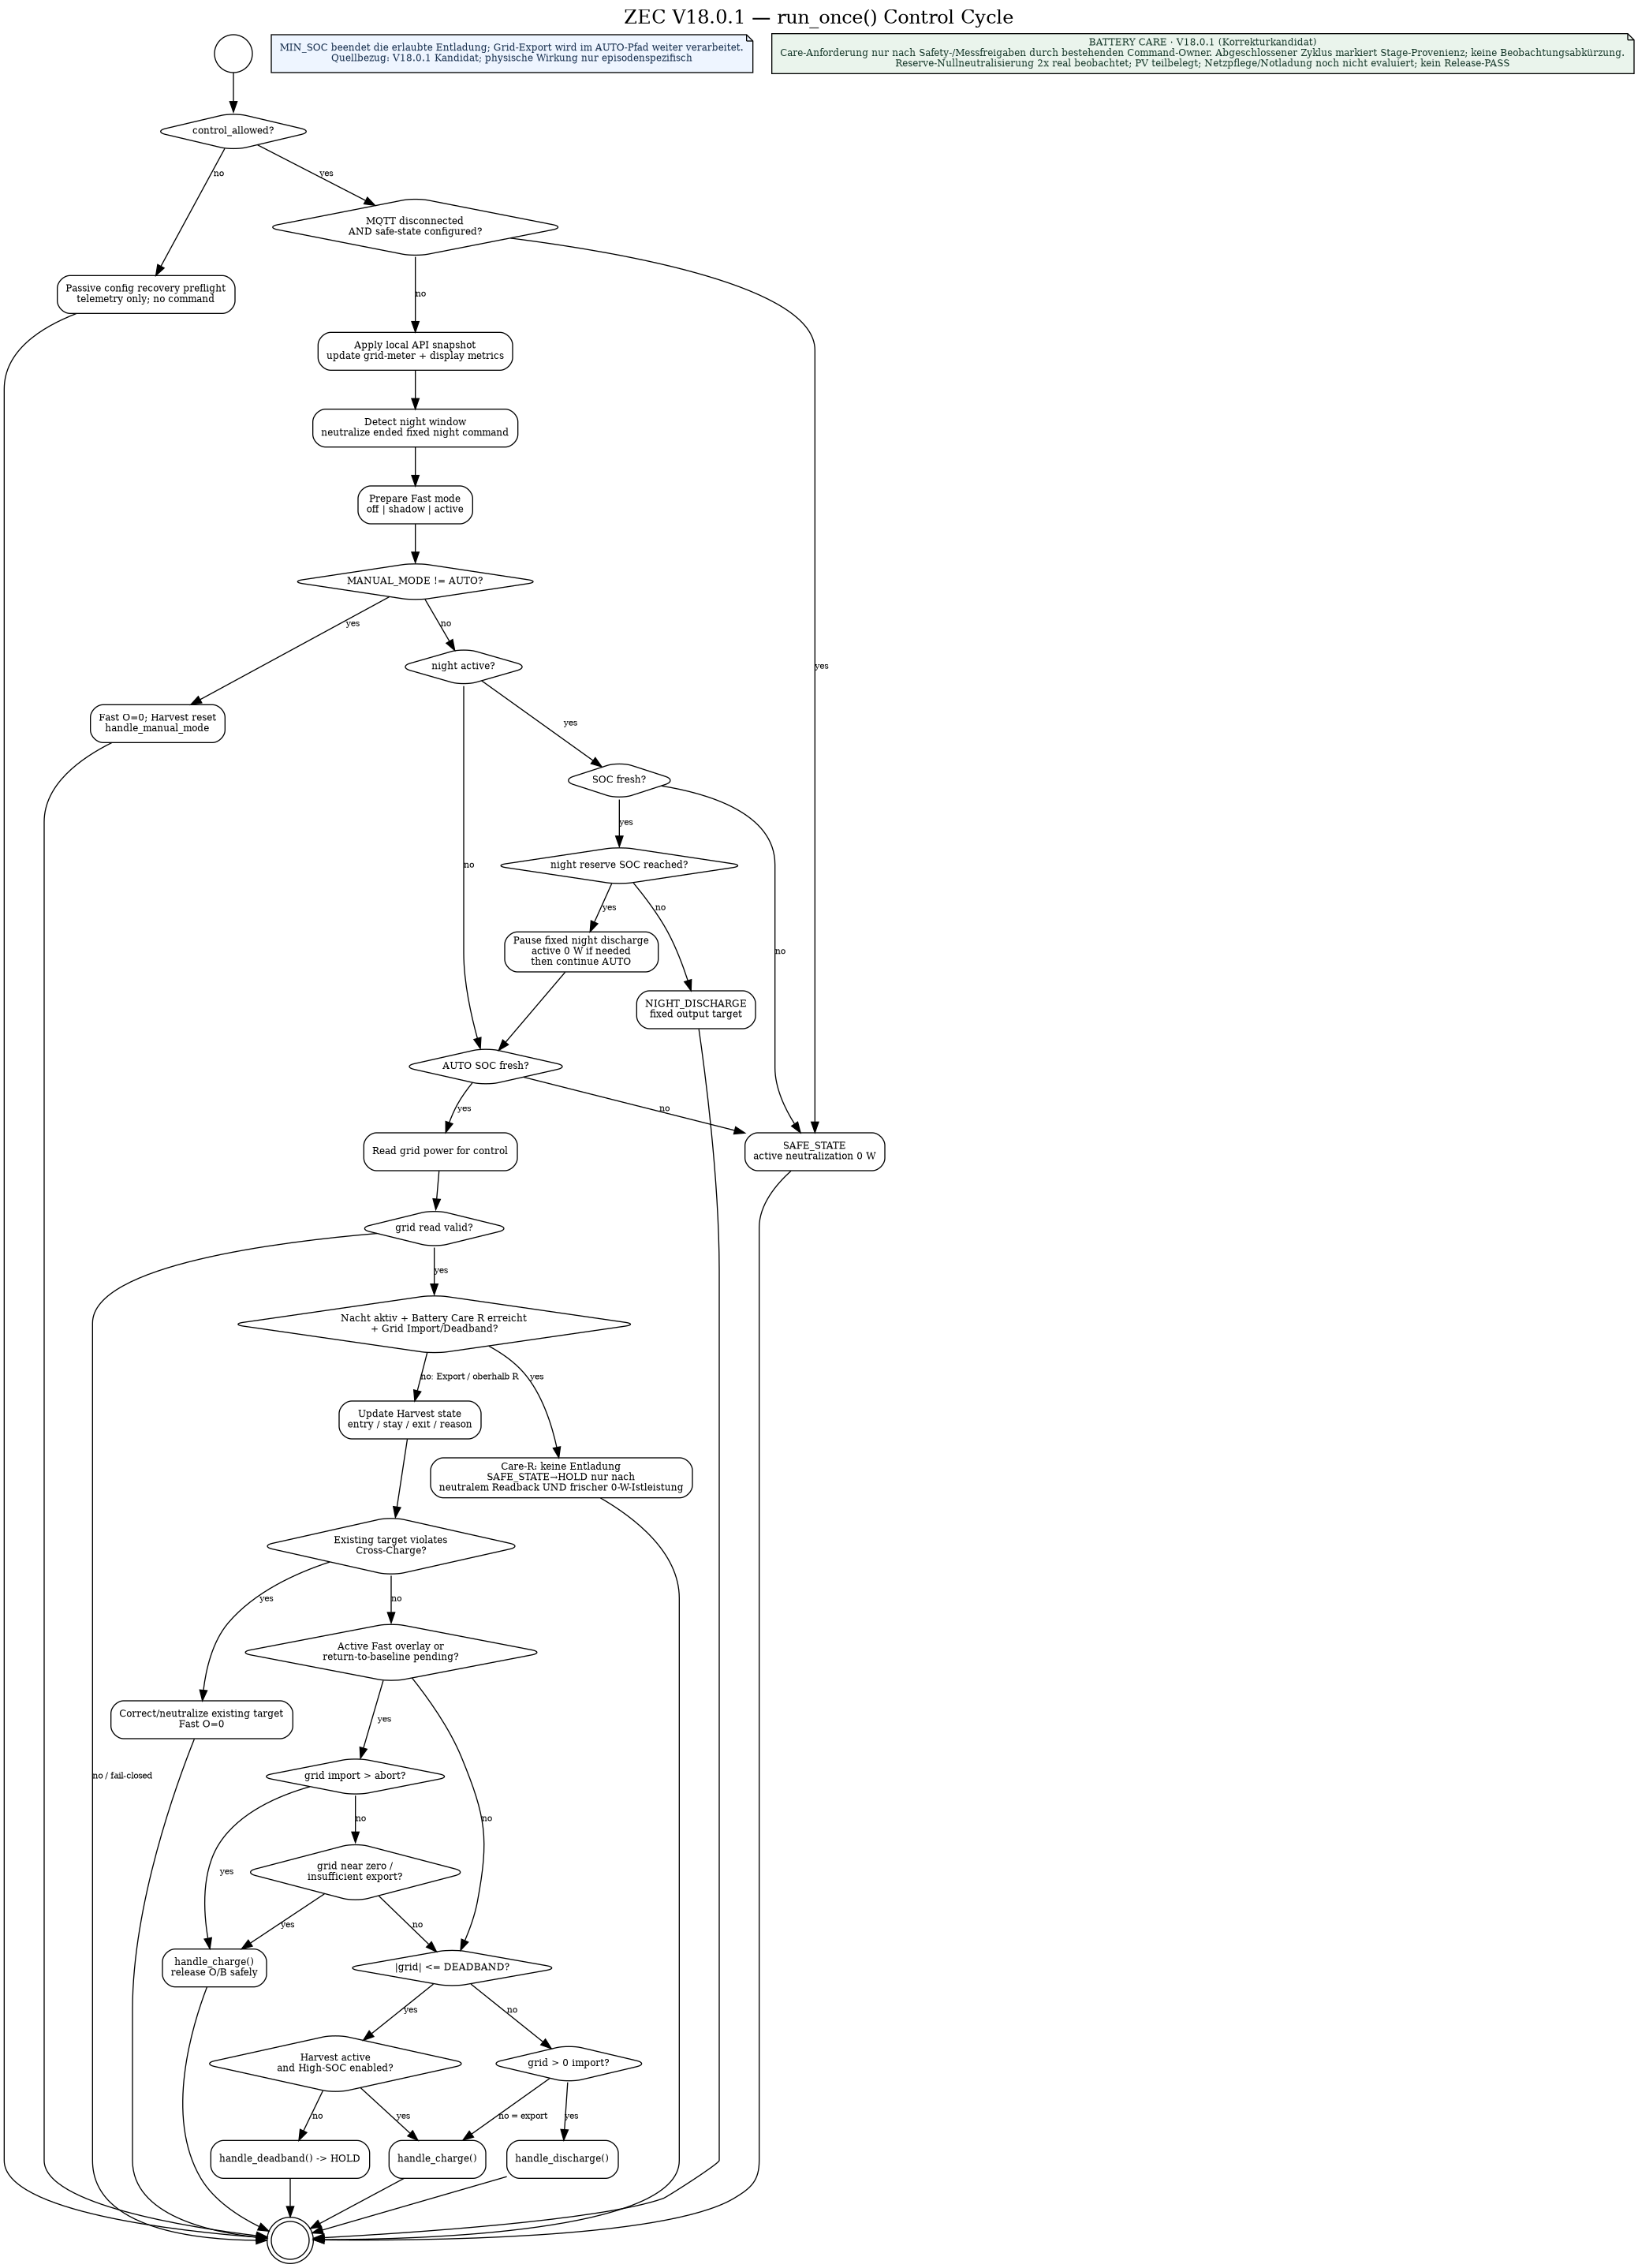 ZEC V18.0.1 — run_once() Control Cycle
MIN_SOC beendet die erlaubte Entladung; Grid-Export wird im AUTO-Pfad weiter verarbeitet.
Quellbezug: V18.0.1 Kandidat; physische Wirkung nur episodenspezifisch
BATTERY CARE · V18.0.1 (Korrekturkandidat)
Care-Anforderung nur nach Safety-/Messfreigaben durch bestehenden Command-Owner. Abgeschlossener Zyklus markiert Stage-Provenienz; keine Beobachtungsabkürzung.
Reserve-Nullneutralisierung 2x real beobachtet; PV teilbelegt; Netzpflege/Notladung noch nicht evaluiert; kein Release-PASS
control_allowed?
no
yes
MQTT disconnected
AND safe-state configured?
Passive config recovery preflight
telemetry only; no command
no
Apply local API snapshot
update grid-meter + display metrics
Detect night window
neutralize ended fixed night command
Prepare Fast mode
off | shadow | active
MANUAL_MODE != AUTO?
yes
no
night active?
yes
Fast O=0; Harvest reset
handle_manual_mode
yes
SOC fresh?
yes
no
night reserve SOC reached?
yes
no
Pause fixed night discharge
active 0 W if needed
then continue AUTO
no
NIGHT_DISCHARGE
fixed output target
AUTO SOC fresh?
yes
no
Read grid power for control
SAFE_STATE
active neutralization 0 W
grid read valid?
yes
Nacht aktiv + Battery Care R erreicht
+ Grid Import/Deadband?
no: Export / oberhalb R
yes
Update Harvest state
entry / stay / exit / reason
Care-R: keine Entladung
SAFE_STATE→HOLD nur nach
neutralem Readback UND frischer 0-W-Istleistung
Existing target violates
Cross-Charge?
yes
no
Active Fast overlay or
return-to-baseline pending?
Correct/neutralize existing target
Fast O=0
yes
no / fail-closed
grid import > abort?
no
no
yes
grid near zero /
insufficient export?
yes
no
handle_charge()
release O/B safely
|grid| <= DEADBAND?
yes
no
Harvest active
and High-SOC enabled?
grid > 0 import?
no
yes
no = export
yes
handle_deadband() -> HOLD
handle_charge()
handle_discharge()